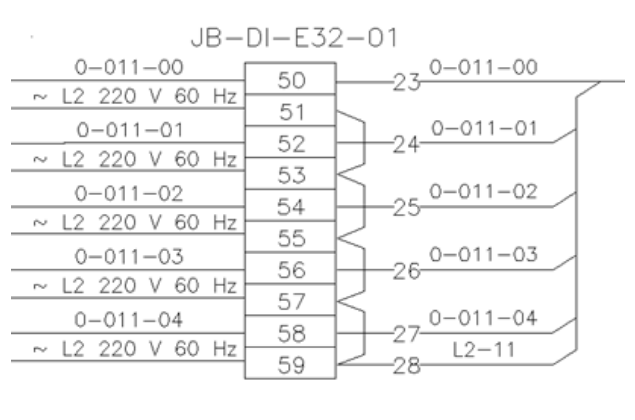 JB-DI-E32-01
0-011-00 50 23 0-011-00
~ L2 220 V 60 Hz 51
0-011-01 52 24 0-011-01
~ L2 220 V 60 Hz 53
0-011-02 54 25 0-011-02
~ L2 220 V 60 Hz 55
0-011-03 56 26 0-011-03
~ L2 220 V 60 Hz 57
0-011-04 58 27 0-011-04
~ L2 220 V 60 Hz 59 28 L2-11